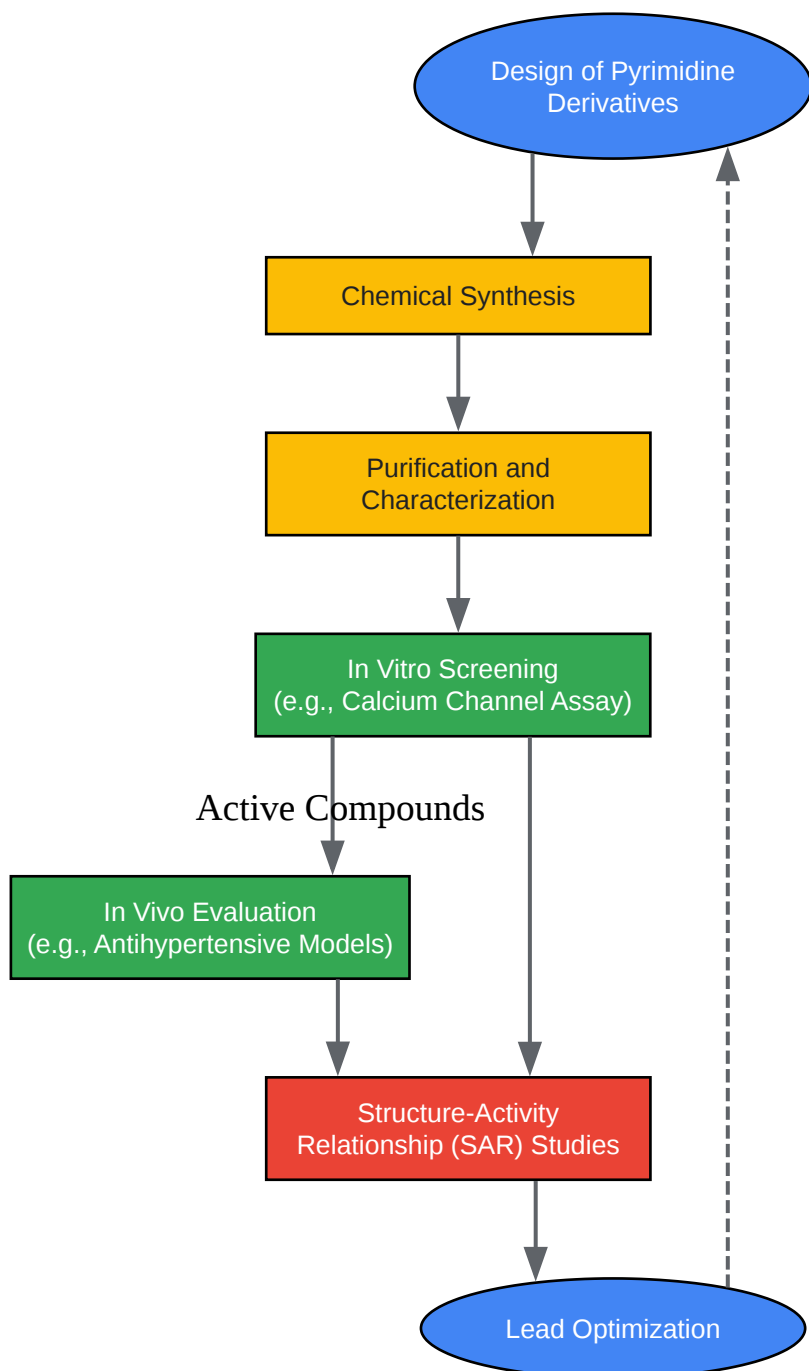 Design of Pyrimidine
Derivatives
Chemical Synthesis
Purification and
Characterization
In Vitro Screening
(e.g., Calcium Channel Assay)
Active Compounds
In Vivo Evaluation
(e.g., Antihypertensive Models)
Structure-Activity
Relationship (SAR) Studies
Lead Optimization